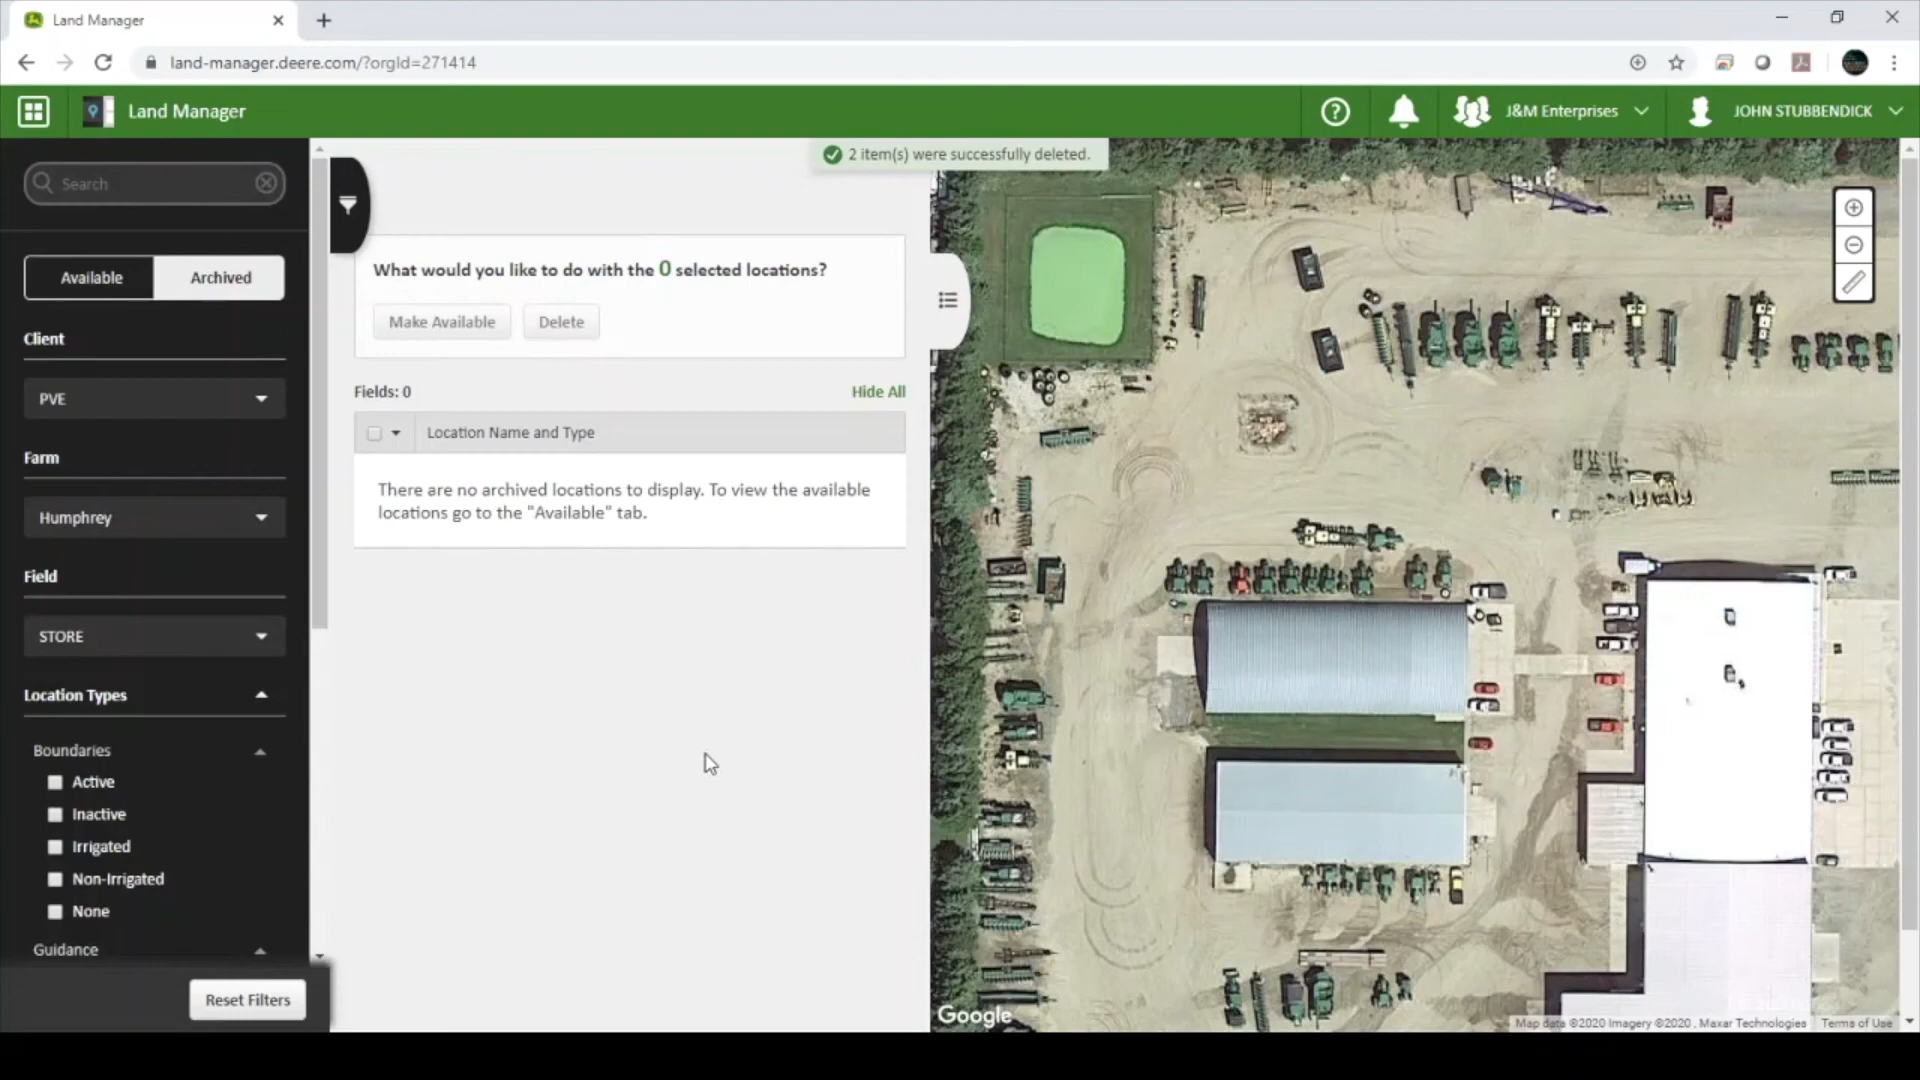 Land Manager
land-manager.deere.com/?orgId=271414
Land Manager
J&M Enterprises
JOHN STUBBENDICK
2 item(s) were successfully deleted.
Search
Available
Archived
Client
PVE
Farm
Humphrey
Field
STORE
Location Types
Boundaries
Active
Inactive
Irrigated
Non-Irrigated
None
Guidance
Reset Filters
What would you like to do with the 0 selected locations?
Make Available
Delete
Fields: 0
Hide All
Location Name and Type
There are no archived locations to display. To view the available
locations go to the "Available" tab.
Google
Map data ©2020 Imagery ©2020 , Maxar Technologies
Terms of Use